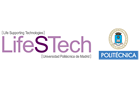 [Life Supporting Technologies]
LifeSTech
[Universidad Politécnica de Madrid]
POLITÉCNICA